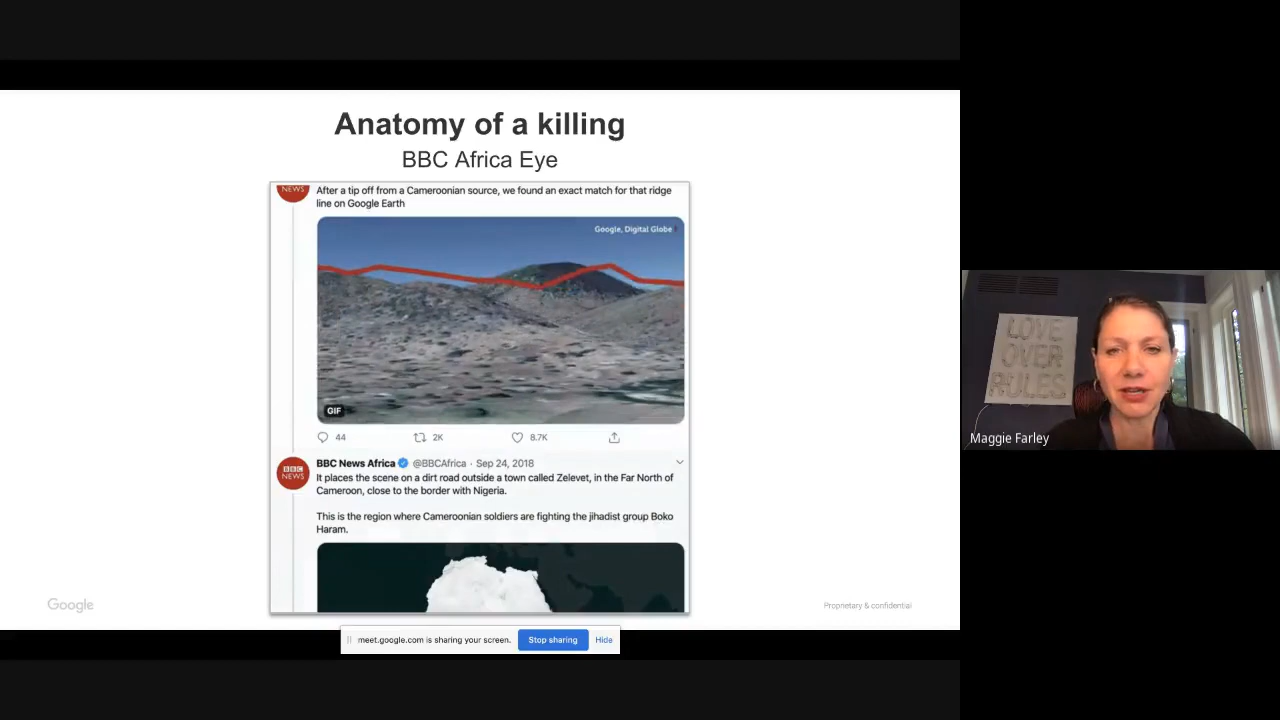 Anatomy of a killing
BBC Africa Eye
NEWS
After a tip off from a Cameroonian source, we found an exact match for that ridge
line on Google Earth
Google, Digital Globe
GIF
44
2K
8.7K
BBC
NEWS
BBC News Africa @BBCAfrica · Sep 24, 2018
It places the scene on a dirt road outside a town called Zelevet, in the Far North of
Cameroon, close to the border with Nigeria.
This is the region where Cameroonian soldiers are fighting the jihadist group Boko
Haram.
Google
Proprietary & confidential
meet.google.com is sharing your screen.
Stop sharing
Hide
LOVE
OVER
RULES
Maggie Farley